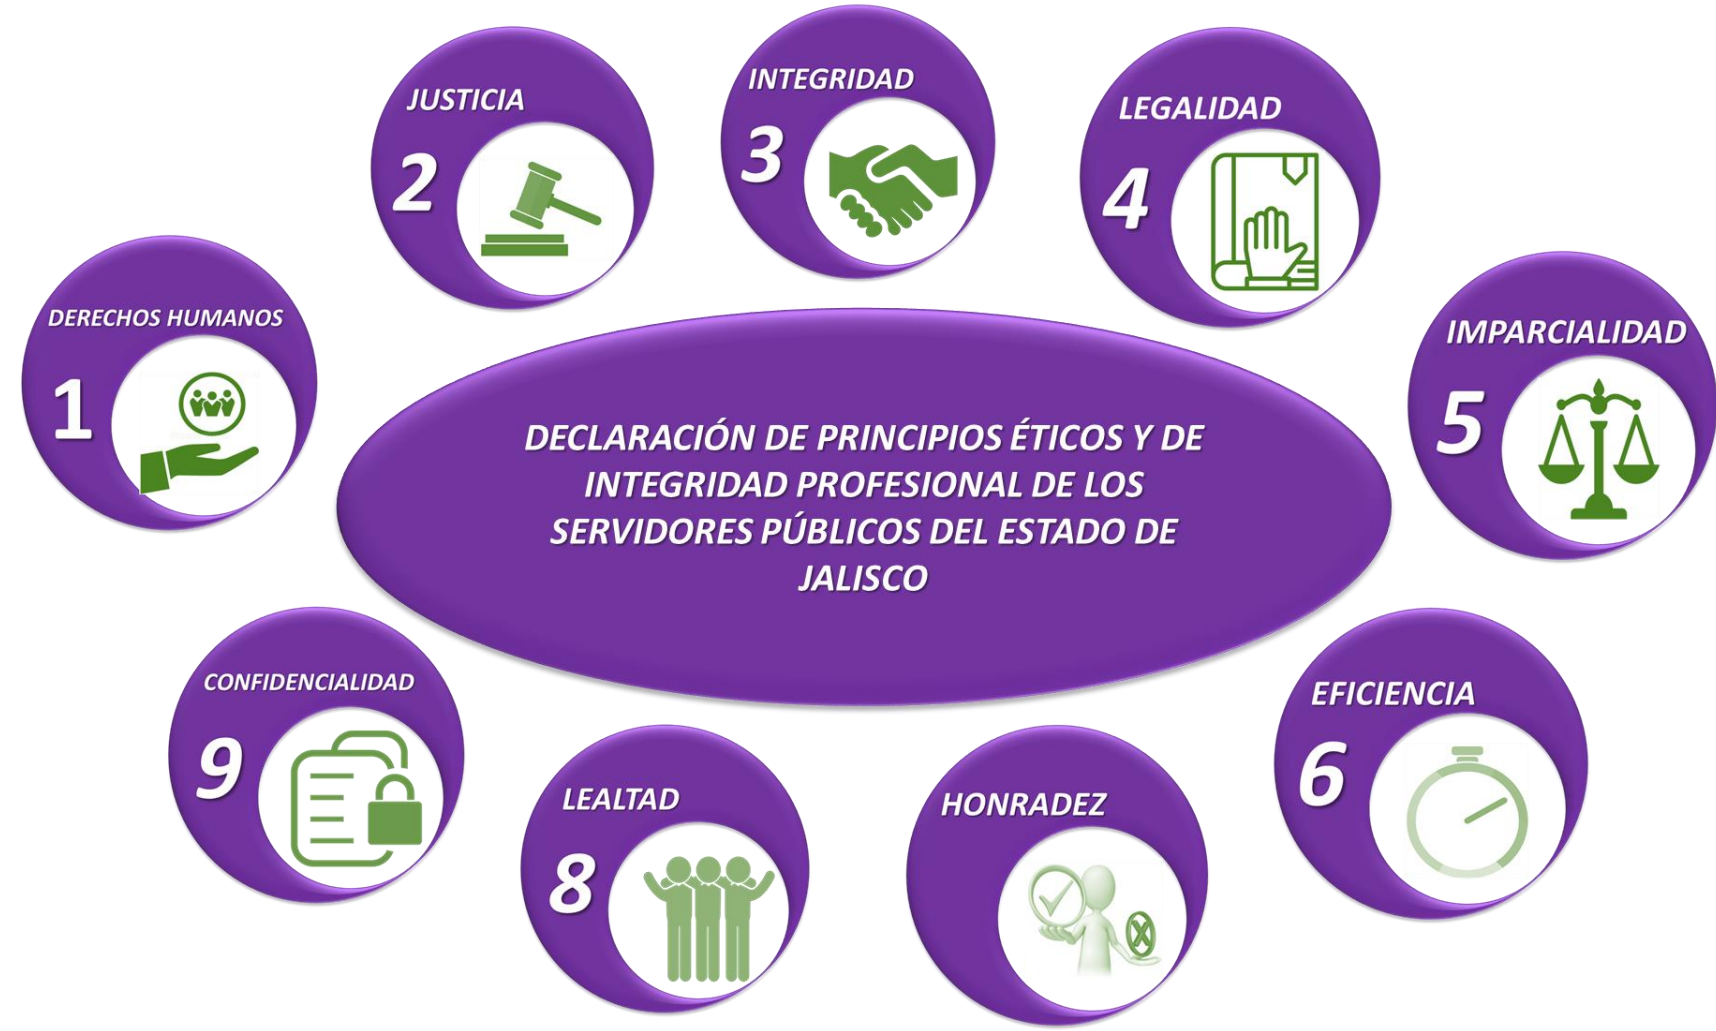 DERECHOS HUMANOS
1
JUSTICIA
2
INTEGRIDAD
3
LEGALIDAD
4
IMPARCIALIDAD
5
EFICIENCIA
6
HONRADEZ
LEALTAD
8
CONFIDENCIALIDAD
9
DECLARACIÓN DE PRINCIPIOS ÉTICOS Y DE
INTEGRIDAD PROFESIONAL DE LOS
SERVIDORES PÚBLICOS DEL ESTADO DE
JALISCO